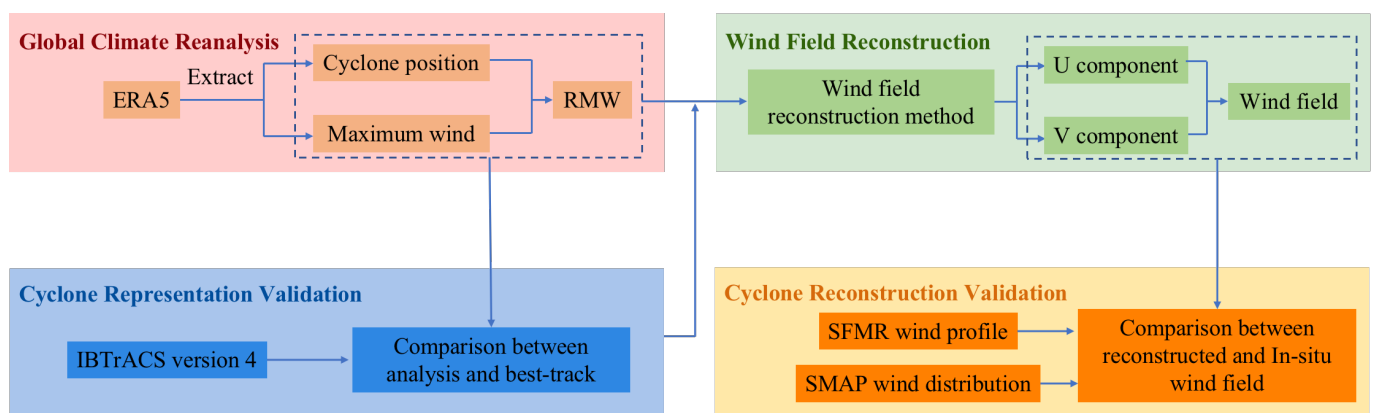 Global Climate Reanalysis
ERA5
Extract
Cyclone position
Maximum wind
RMW
Wind Field Reconstruction
Wind field
reconstruction method
U component
V component
Wind field
Cyclone Representation Validation
IBTrACS version 4
Comparison between
analysis and best-track
Cyclone Reconstruction Validation
SFMR wind profile
SMAP wind distribution
Comparison between
reconstructed and In-situ
wind field